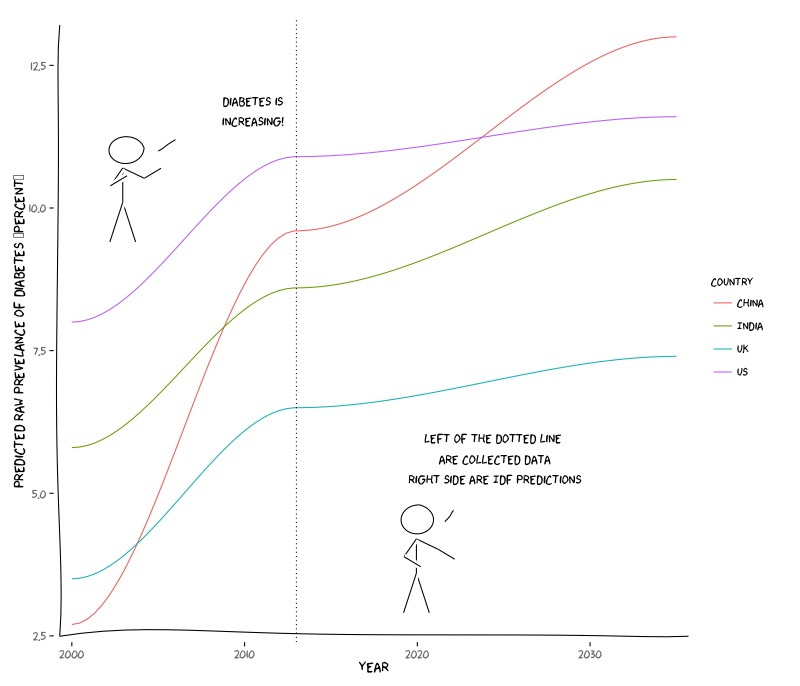 DIABETES IS
INCREASING!
PREDICTED RAW PREVELANCE OF DIABETES ▯PERCENT▯
12.5
10.0
7.5
5.0
2.5
LEFT OF THE DOTTED LINE
ARE COLLECTED DATA
RIGHT SIDE ARE IDF PREDICTIONS
2000
2010
2020
2030
YEAR
COUNTRY
CHINA
INDIA
UK
US